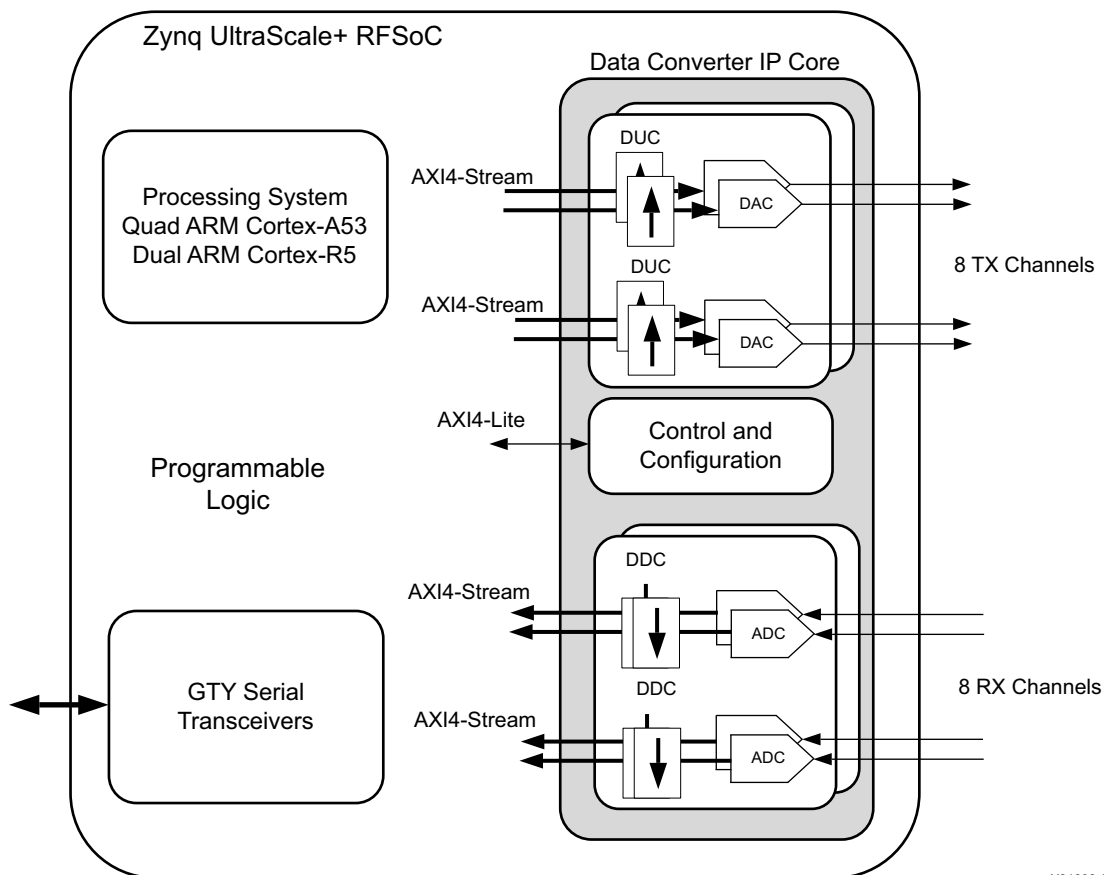 Zynq UltraScale+ RFSoC
Data Converter IP Core
Processing System
Quad ARM Cortex-A53
Dual ARM Cortex-R5
AXI4-Stream
DUC
DAC
8 TX Channels
AXI4-Stream
DUC
DAC
AXI4-Lite
Control and
Configuration
Programmable
Logic
DDC
AXI4-Stream
ADC
8 RX Channels
DDC
AXI4-Stream
ADC
GTY Serial
Transceivers